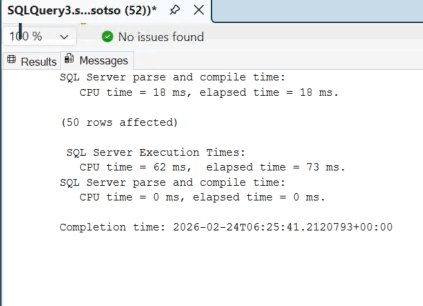 SQLQuery3.s...sotso (52))*
100 %
No issues found
Results
Messages
SQL Server parse and compile time:
   CPU time = 18 ms, elapsed time = 18 ms.

(50 rows affected)

 SQL Server Execution Times:
   CPU time = 62 ms,  elapsed time = 73 ms.
SQL Server parse and compile time:
   CPU time = 0 ms, elapsed time = 0 ms.

Completion time: 2026-02-24T06:25:41.2120793+00:00